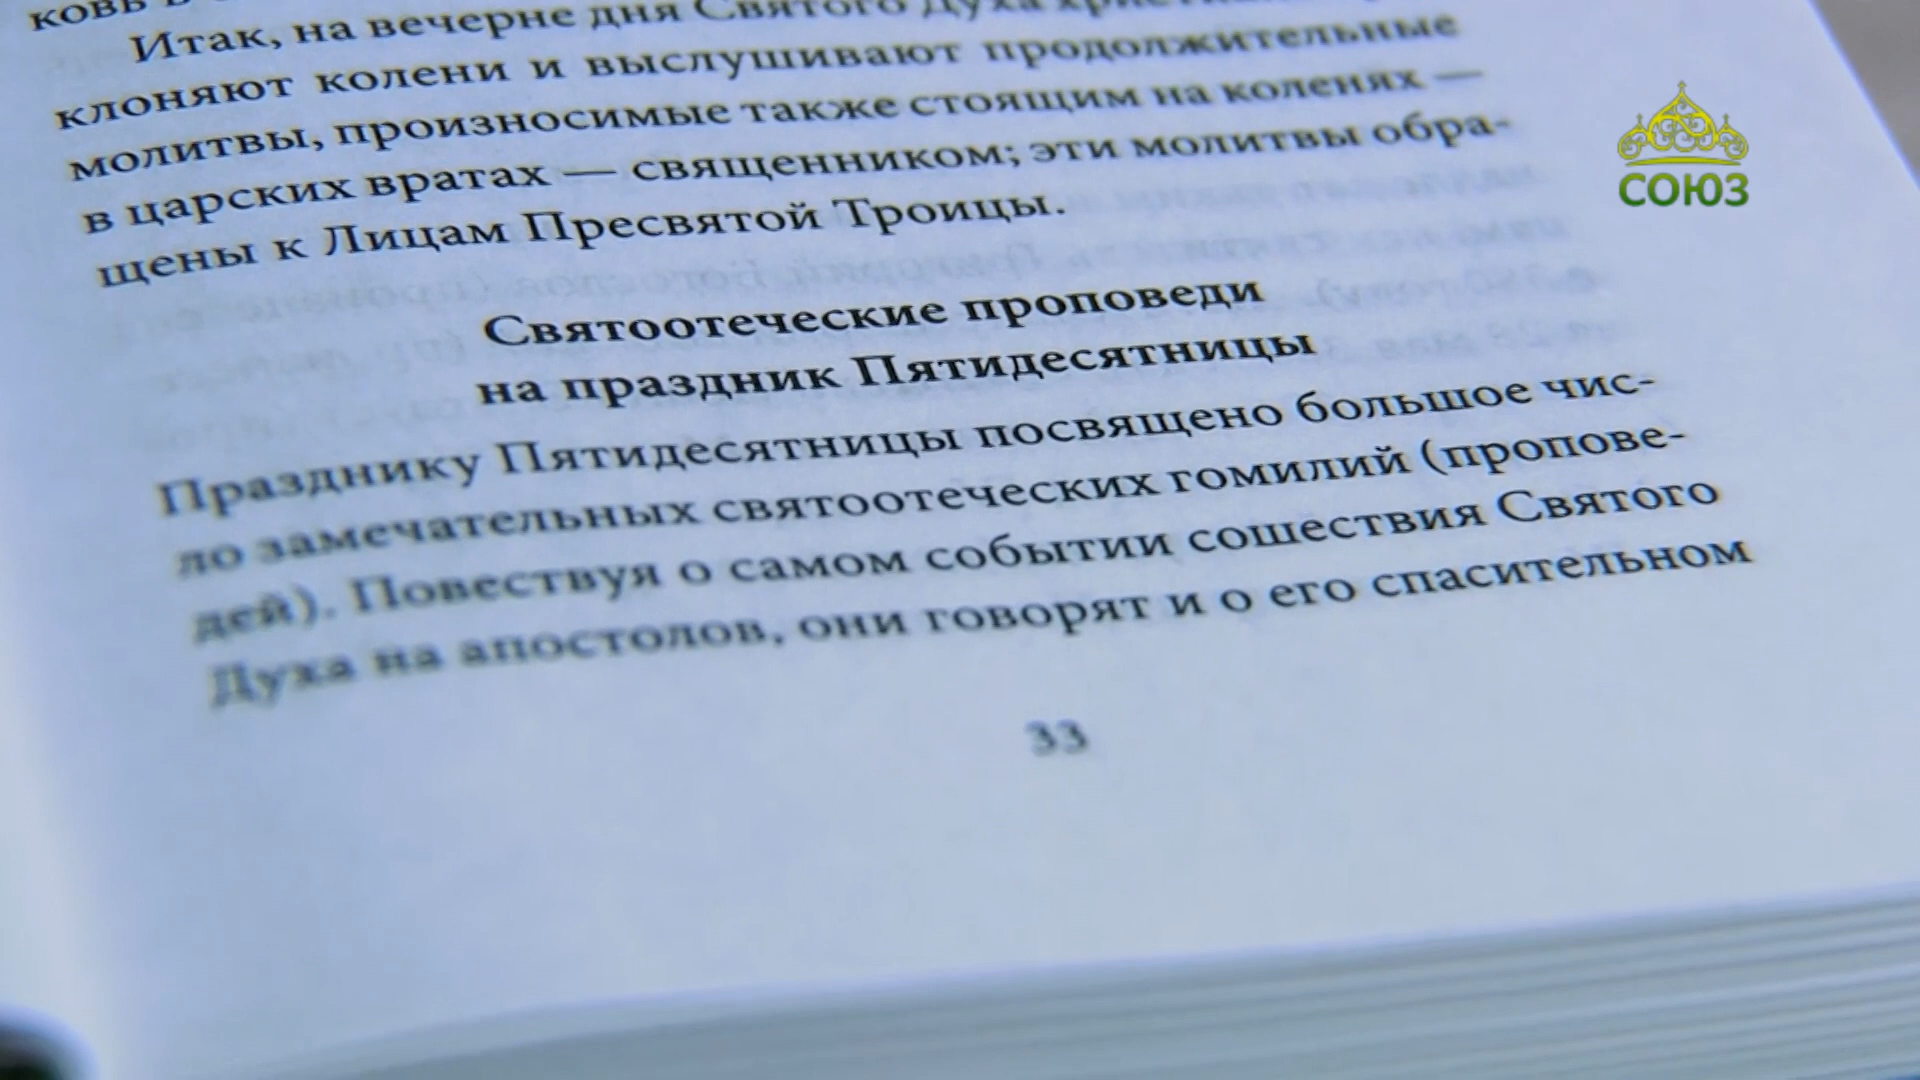 ковь в
Итак, на вечерне дня Святого Духа
клоняют колени и выслушивают продолжительные
молитвы, произносимые также стоящим на коленях —
в царских вратах — священником; эти молитвы обра-
щены к Лицам Пресвятой Троицы.
СОЮЗ
Святоотеческие проповеди
на праздник Пятидесятницы
Празднику Пятидесятницы посвящено большое чис-
ло замечательных святоотеческих гомилий (пропове-
дей). Повествуя о самом событии сошествия Святого
Духа на апостолов, они говорят и о его спасительном
33